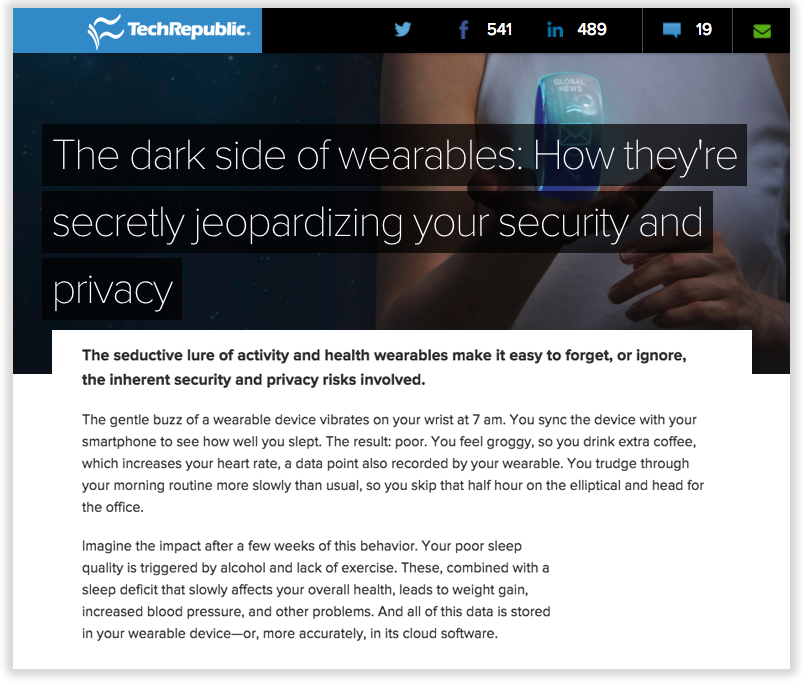 TechRepublic.
541
489
19
GLOBAL
NEWS
The dark side of wearables: How they're
secretly jeopardizing your security and
privacy
The seductive lure of activity and health wearables make it easy to forget, or ignore,
the inherent security and privacy risks involved.
The gentle buzz of a wearable device vibrates on your wrist at 7 am. You sync the device with your
smartphone to see how well you slept. The result: poor. You feel groggy, so you drink extra coffee,
which increases your heart rate, a data point also recorded by your wearable. You trudge through
your morning routine more slowly than usual, so you skip that half hour on the elliptical and head for
the office.
Imagine the impact after a few weeks of this behavior. Your poor sleep
quality is triggered by alcohol and lack of exercise. These, combined with a
sleep deficit that slowly affects your overall health, leads to weight gain,
increased blood pressure, and other problems. And all of this data is stored
in your wearable device—or, more accurately, in its cloud software.